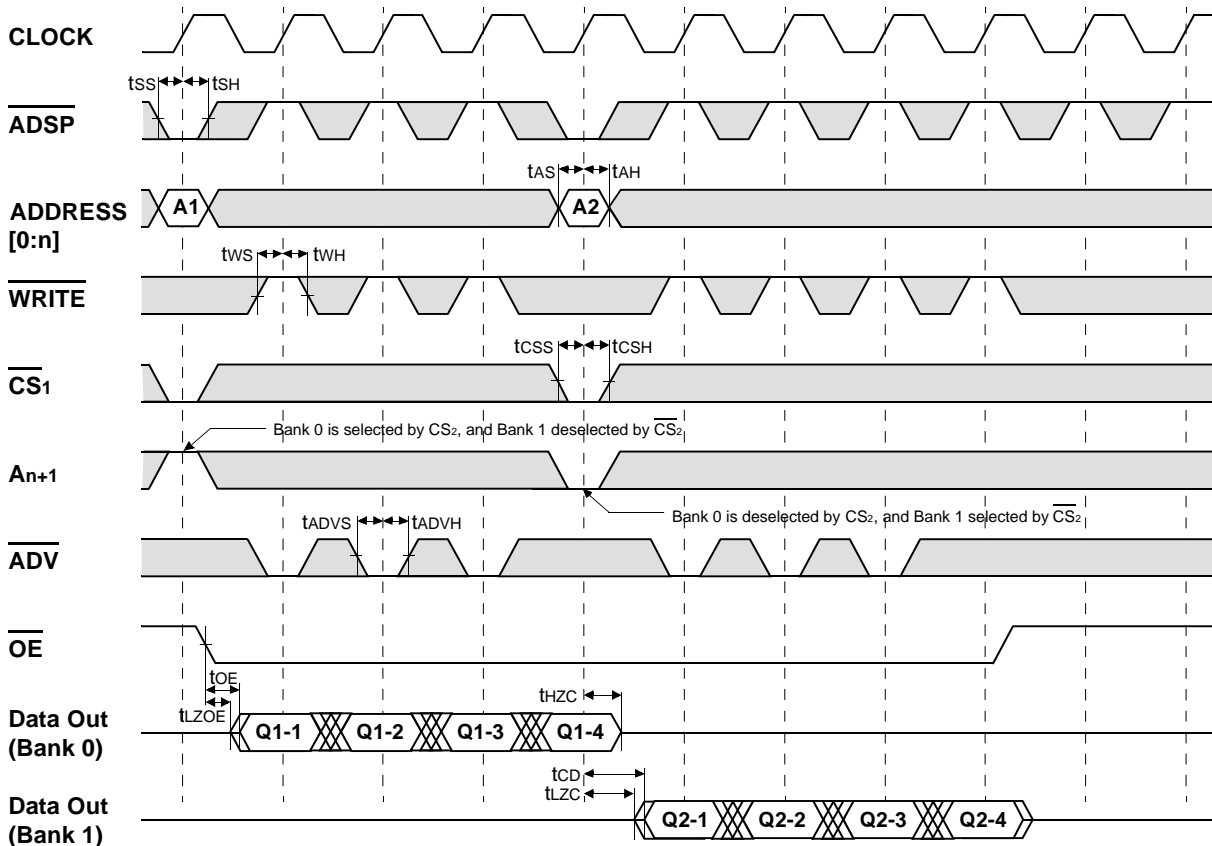 CLOCK
tSS tSH
ADSP
tAS tAH
ADDRESS
[0:n]
A1 A2
tWS tWH
WRITE
tCSS tCSH
CS1
Bank 0 is selected by CS2, and Bank 1 deselected by CS2
An+1
Bank 0 is deselected by CS2, and Bank 1 selected by CS2
tADVS tADVH
ADV
OE
tOE
tLZOE
tHZC
Data Out
(Bank 0)
Q1-1 Q1-2 Q1-3 Q1-4
tCD
tLZC
Data Out
(Bank 1)
Q2-1 Q2-2 Q2-3 Q2-4